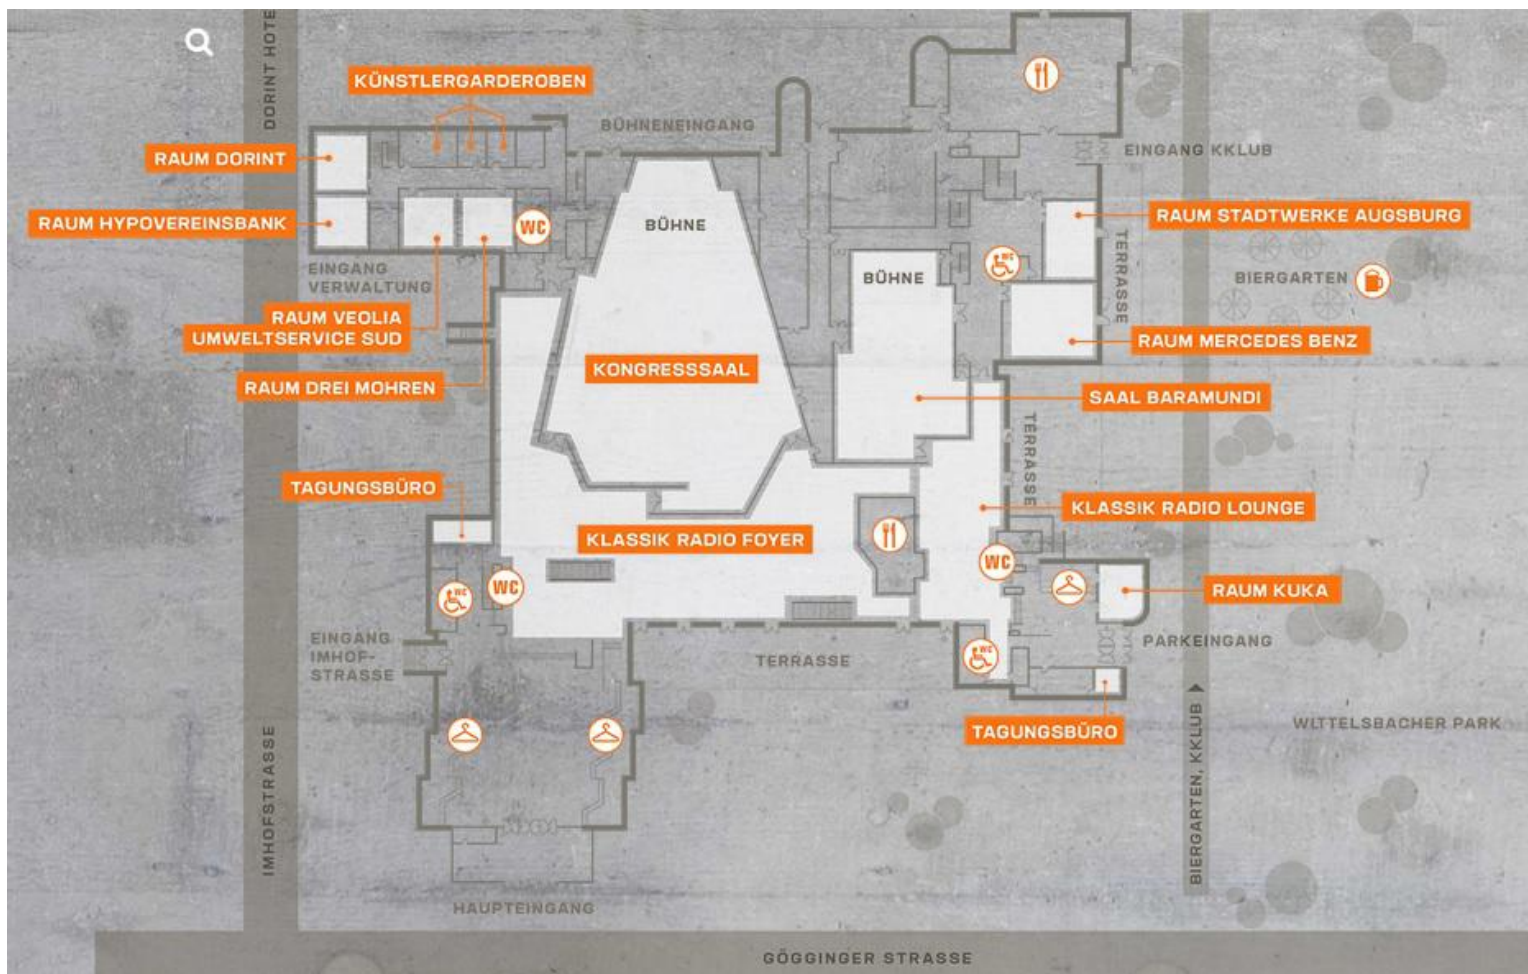 DORINT HOTE
KÜNSTLERGARDEROBEN
BÜHNENEINGANG
RAUM DORINT
EINGANG KKLUB
RAUM HYPOVEREINSBANK
WC
BÜHNE
RAUM STADTWERKE AUGSBURG
TERRASSE
WC
EINGANG
VERWALTUNG
BÜHNE
BIERGARTEN
RAUM VEOLIA
UMWELTSERVICE SUD
RAUM MERCEDES BENZ
KONGRESSSAAL
RAUM DREI MOHREN
SAAL BARAMUNDI
TERRASSE
TAGUNGSBÜRO
KLASSIK RADIO LOUNGE
KLASSIK RADIO FOYER
WC
WC
WC
RAUM KUKA
EINGANG
IMHOF-
STRASSE
PARKEINGANG
WC
TERRASSE
TAGUNGSBÜRO
WITTELSBACHER PARK
IMHOFSTRASSE
BIERGARTEN, KKLUB
HAUPTEINGANG
GÖGGINGER STRASSE